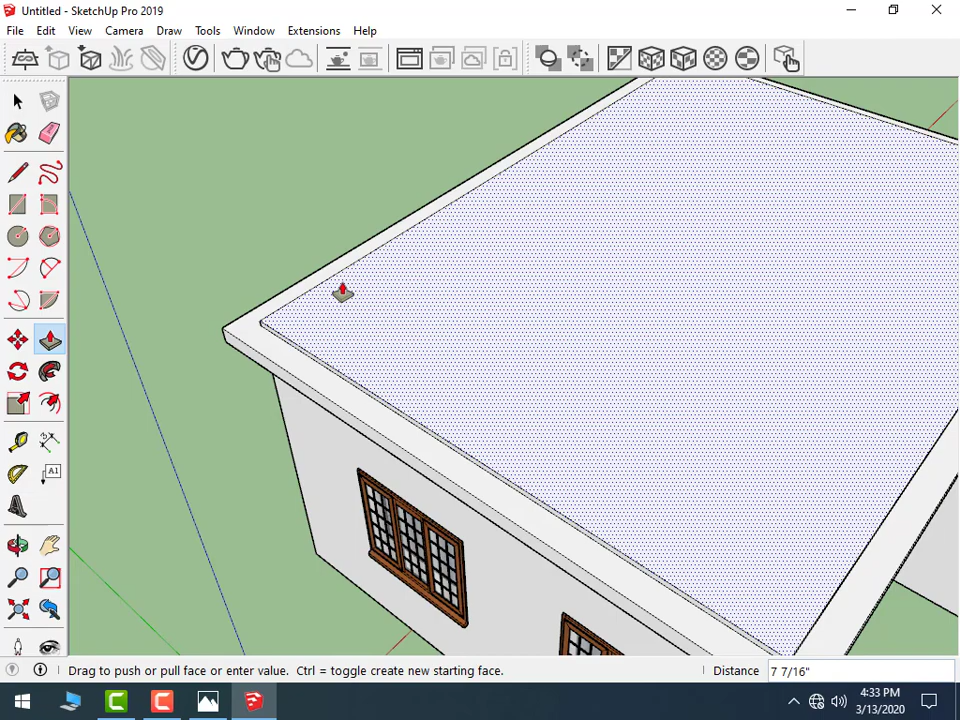 Untitled - SketchUp Pro 2019
File Edit View Camera Draw Tools Window Extensions Help
A1
Drag to push or pull face or enter value. Ctrl = toggle create new starting face. Distance 7 7/16"
4:33 PM
3/13/2020